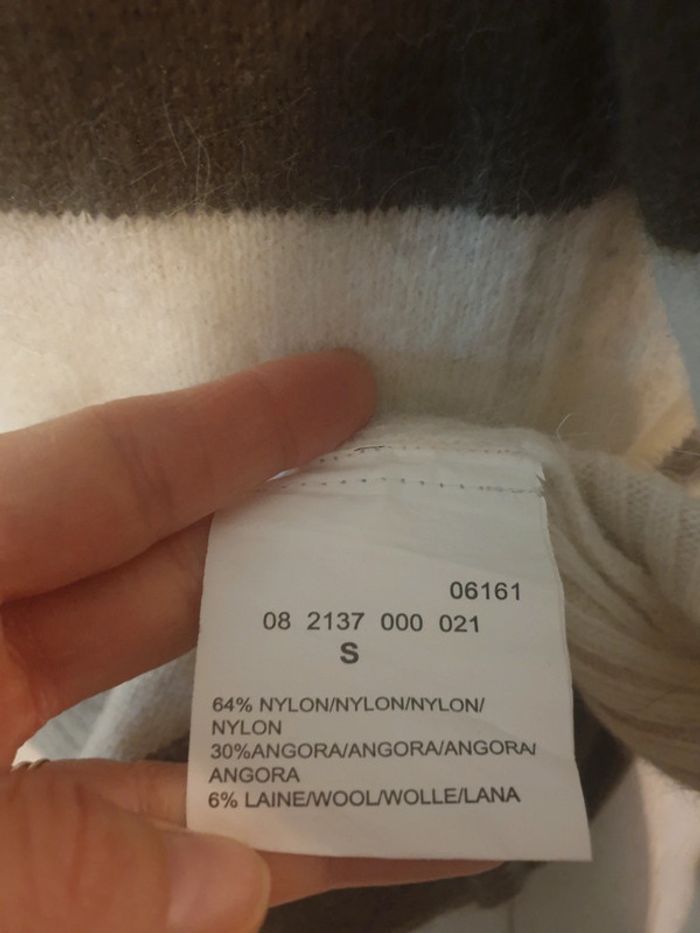 06161
08 2137 000 021
S
64% NYLON/NYLON/NYLON/
NYLON
30%ANGORA/ANGORA/ANGORA/
ANGORA
6% LAINE/WOOL/WOLLE/LANA